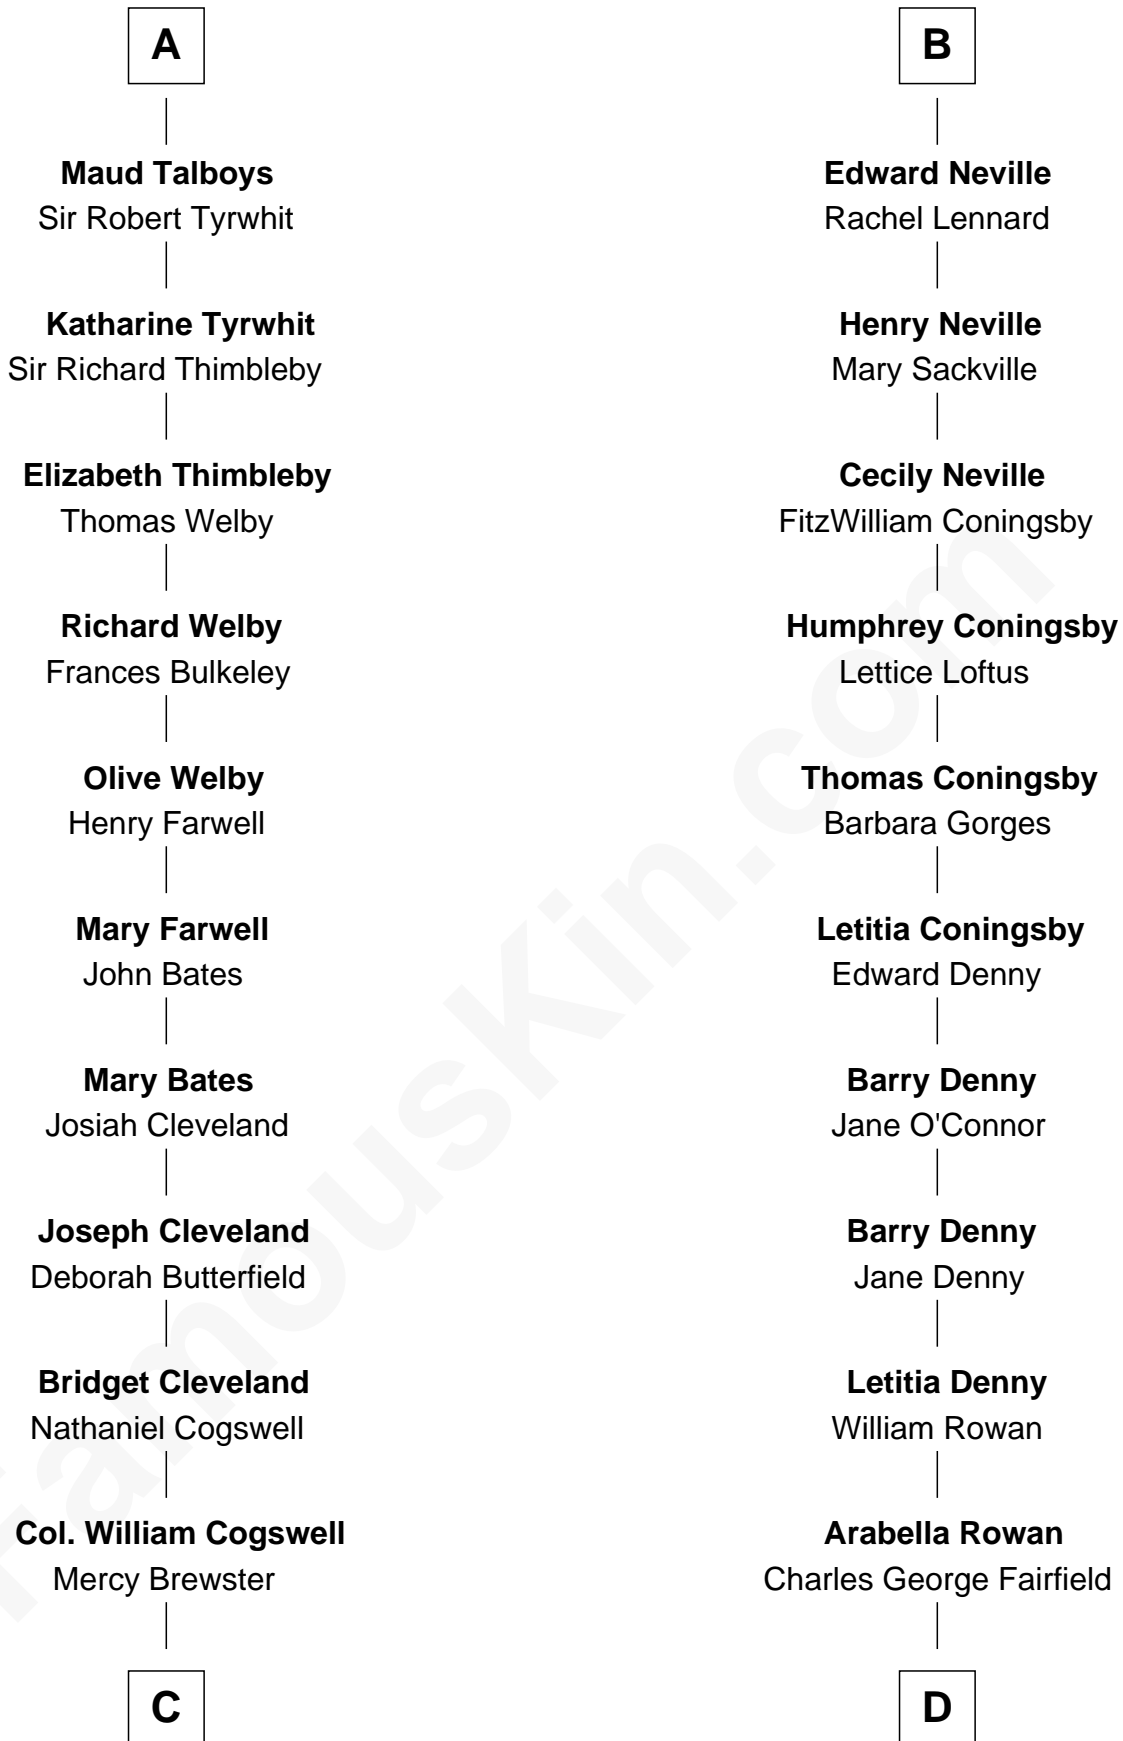 A
Maud Talboys
Sir Robert Tyrwhit
Katharine Tyrwhit
Sir Richard Thimbleby
Elizabeth Thimbleby
Thomas Welby
Richard Welby
Frances Bulkeley
Olive Welby
Henry Farwell
Mary Farwell
John Bates
Mary Bates
Josiah Cleveland
Joseph Cleveland
Deborah Butterfield
Bridget Cleveland
Nathaniel Cogswell
Col. William Cogswell
Mercy Brewster
C
B
Edward Neville
Rachel Lennard
Henry Neville
Mary Sackville
Cecily Neville
FitzWilliam Coningsby
Humphrey Coningsby
Lettice Loftus
Thomas Coningsby
Barbara Gorges
Letitia Coningsby
Edward Denny
Barry Denny
Jane O'Connor
Barry Denny
Jane Denny
Letitia Denny
William Rowan
Arabella Rowan
Charles George Fairfield
D
FamousKin.com